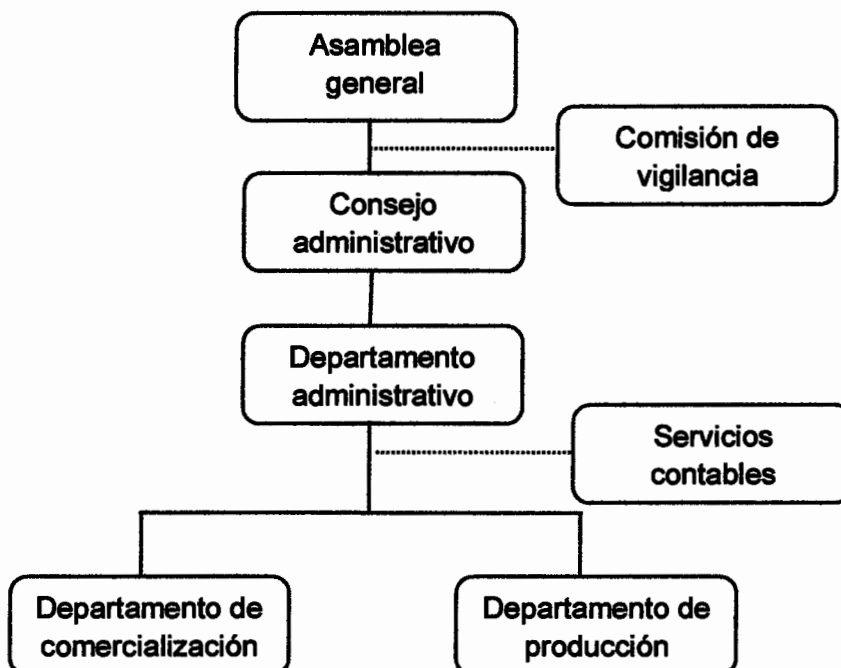 Asamblea
general
Comisión de
vigilancia
Consejo
administrativo
Departamento
administrativo
Servicios
contables
Departamento de
comercialización
Departamento de
producción